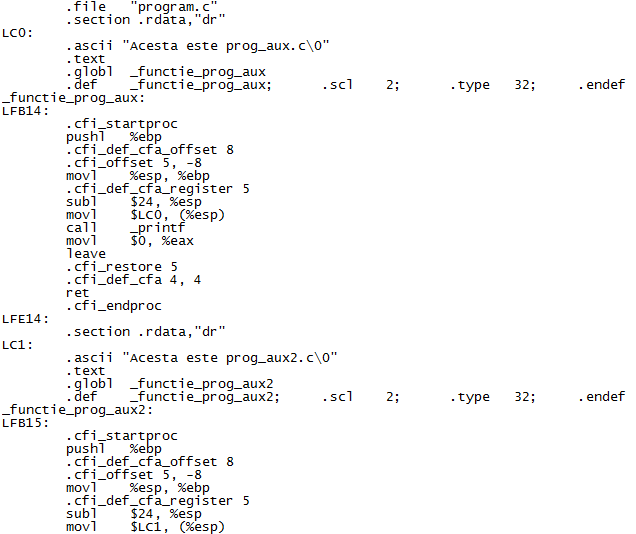 .file "program.c"
.section .rdata,"dr"
LC0:
.ascii "Acesta este prog_aux.c\0"
.text
.globl _functie_prog_aux
.def _functie_prog_aux; .scl 2; .type 32; .endef
_functie_prog_aux:
LFB14:
.cfi_startproc
pushl %ebp
.cfi_def_cfa_offset 8
.cfi_offset 5, -8
movl %esp, %ebp
.cfi_def_cfa_register 5
subl $24, %esp
movl $LC0, (%esp)
call _printf
movl $0, %eax
leave
.cfi_restore 5
.cfi_def_cfa 4, 4
ret
.cfi_endproc
LFE14:
.section .rdata,"dr"
LC1:
.ascii "Acesta este prog_aux2.c\0"
.text
.globl _functie_prog_aux2
.def _functie_prog_aux2; .scl 2; .type 32; .endef
_functie_prog_aux2:
LFB15:
.cfi_startproc
pushl %ebp
.cfi_def_cfa_offset 8
.cfi_offset 5, -8
movl %esp, %ebp
.cfi_def_cfa_register 5
subl $24, %esp
movl $LC1, (%esp)